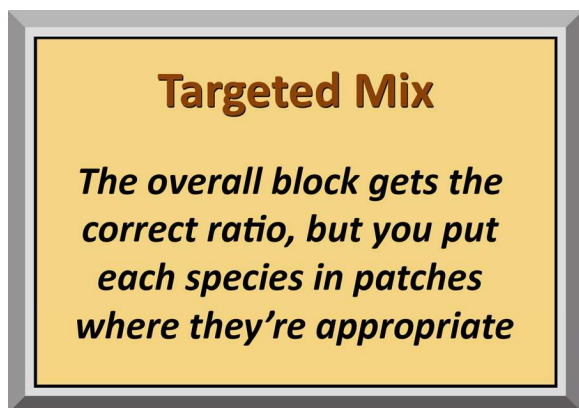 Targeted Mix
The overall block gets the
correct ratio, but you put
each species in patches
where they’re appropriate